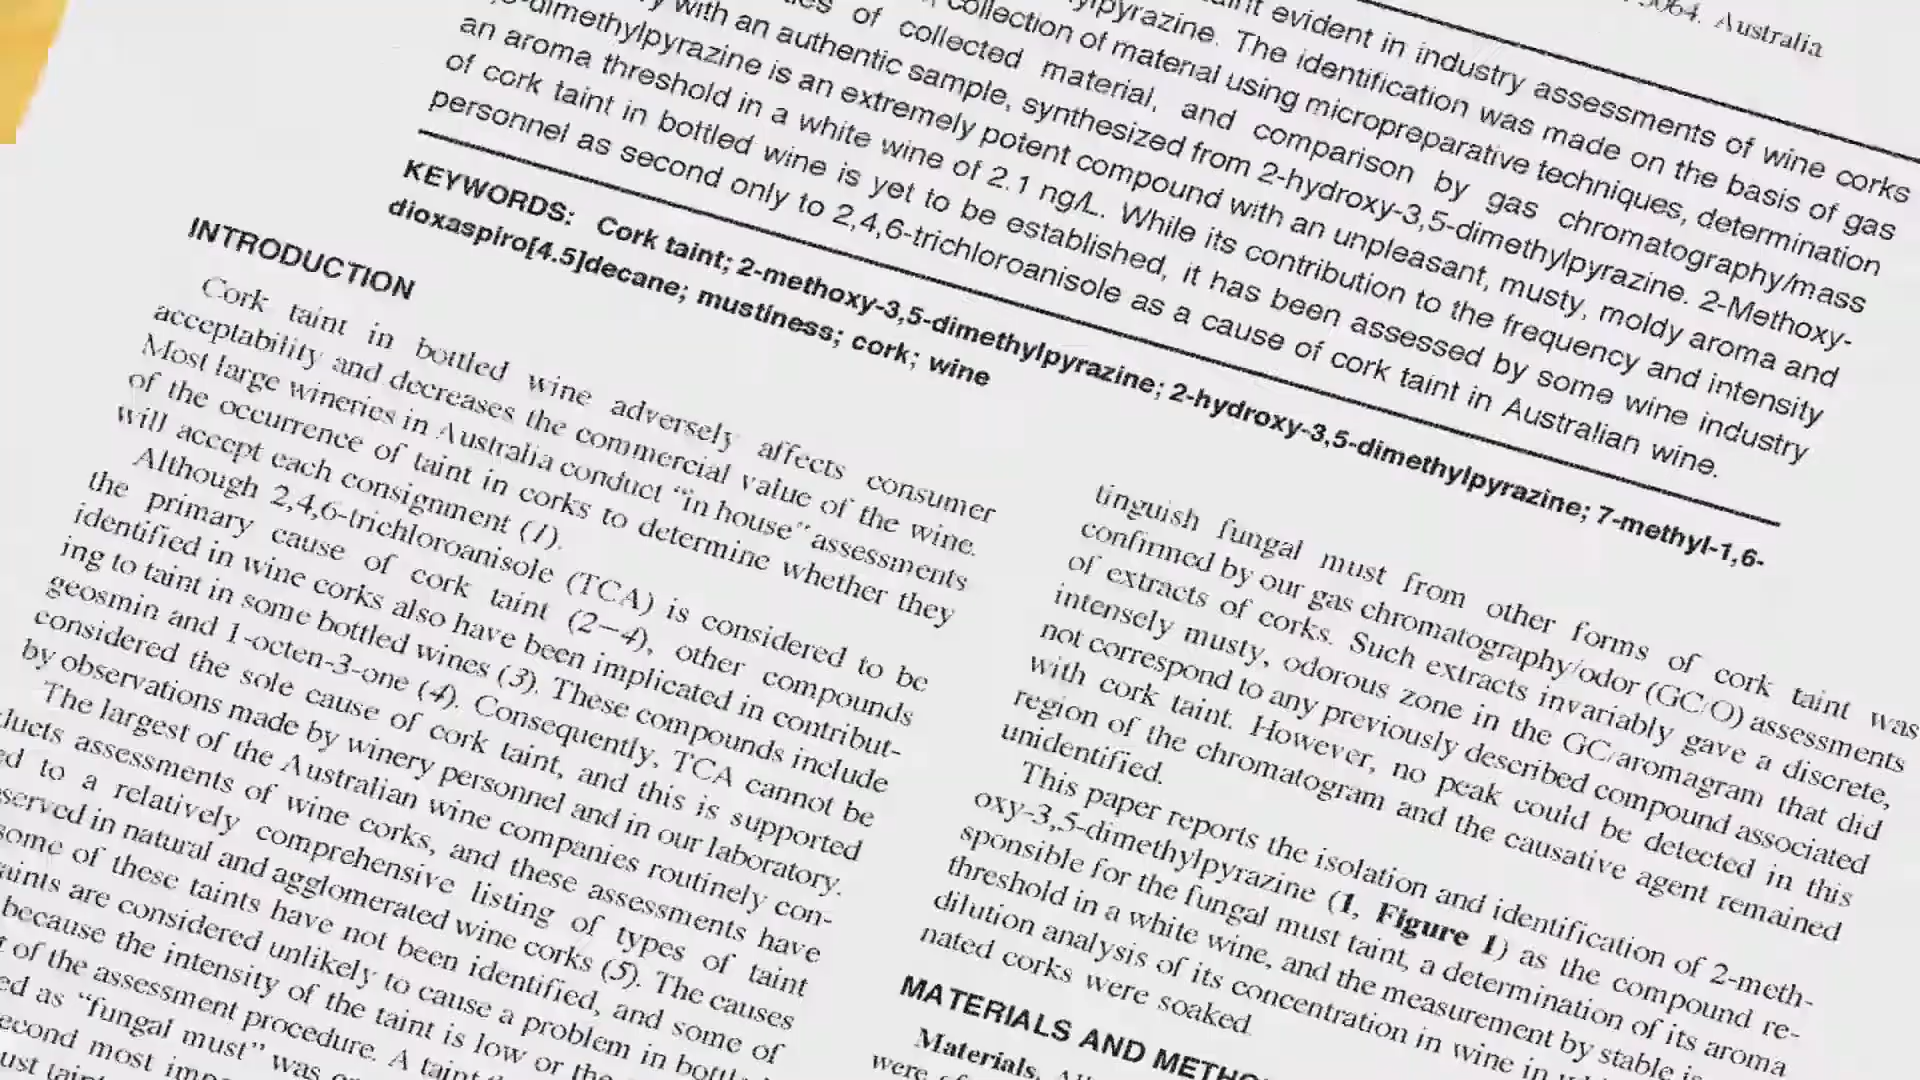 5064. Australia
evident in industry assessments of wine corks
The identification was made on the basis of gas
collection of material using micropreparative techniques, determination
of collected material, and comparison by gas chromatography/mass
with an authentic sample, synthesized from 2-hydroxy-3,5-dimethylpyrazine. 2-Methoxy-
dimethylpyrazine is an extremely potent compound with an unpleasant, musty, moldy aroma and
an aroma threshold in a white wine of 2.1 ng/L. While its contribution to the frequency and intensity
of cork taint in bottled wine is yet to be established, it has been assessed by some wine industry
personnel as second only to 2,4,6-trichloroanisole as a cause of cork taint in Australian wine.
KEYWORDS: Cork taint; 2-methoxy-3,5-dimethylpyrazine; 2-hydroxy-3,5-dimethylpyrazine; 7-methyl-1,6-
dioxaspiro[4.5]decane; mustiness; cork; wine
INTRODUCTION
Cork taint in bottled wine adversely affects consumer
acceptability and decreases the commercial value of the wine.
Most large wineries in Australia conduct “in house” assessments
of the occurrence of taint in corks to determine whether they
will accept each consignment (1).
Although 2,4,6-trichloroanisole (TCA) is considered to be
the primary cause of cork taint (2–4), other compounds
identified in wine corks also have been implicated in contribut-
ing to taint in some bottled wines (3). These compounds include
geosmin and 1-octen-3-one (4). Consequently, TCA cannot be
considered the sole cause of cork taint, and this is supported
by observations made by winery personnel and in our laboratory.
The largest of the Australian wine companies routinely con-
ducts assessments of wine corks, and these assessments have
to a relatively comprehensive listing of types of taint
served in natural and agglomerated wine corks (5). The causes
some of these taints have not been identified, and some of
taints are considered unlikely to cause a problem in
because the intensity of the taint is low or the
of the assessment procedure. A taint
as “fungal must” was
second most
tinguish fungal must from other forms of cork taint was
confirmed by our gas chromatography/odor (GC/O) assessments
of extracts of corks. Such extracts invariably gave a discrete,
intensely musty, odorous zone in the GC/aromagram that did
not correspond to any previously described compound associated
with cork taint. However, no peak could be detected in this
region of the chromatogram and the causative agent remained
unidentified.
This paper reports the isolation and identification of 2-meth-
oxy-3,5-dimethylpyrazine (1, Figure 1) as the compound re-
sponsible for the fungal must taint, a determination of its aroma
threshold in a white wine, and the measurement by stable
dilution analysis of its concentration in wine in
nated corks were soaked.
MATERIALS AND
Materials.
were